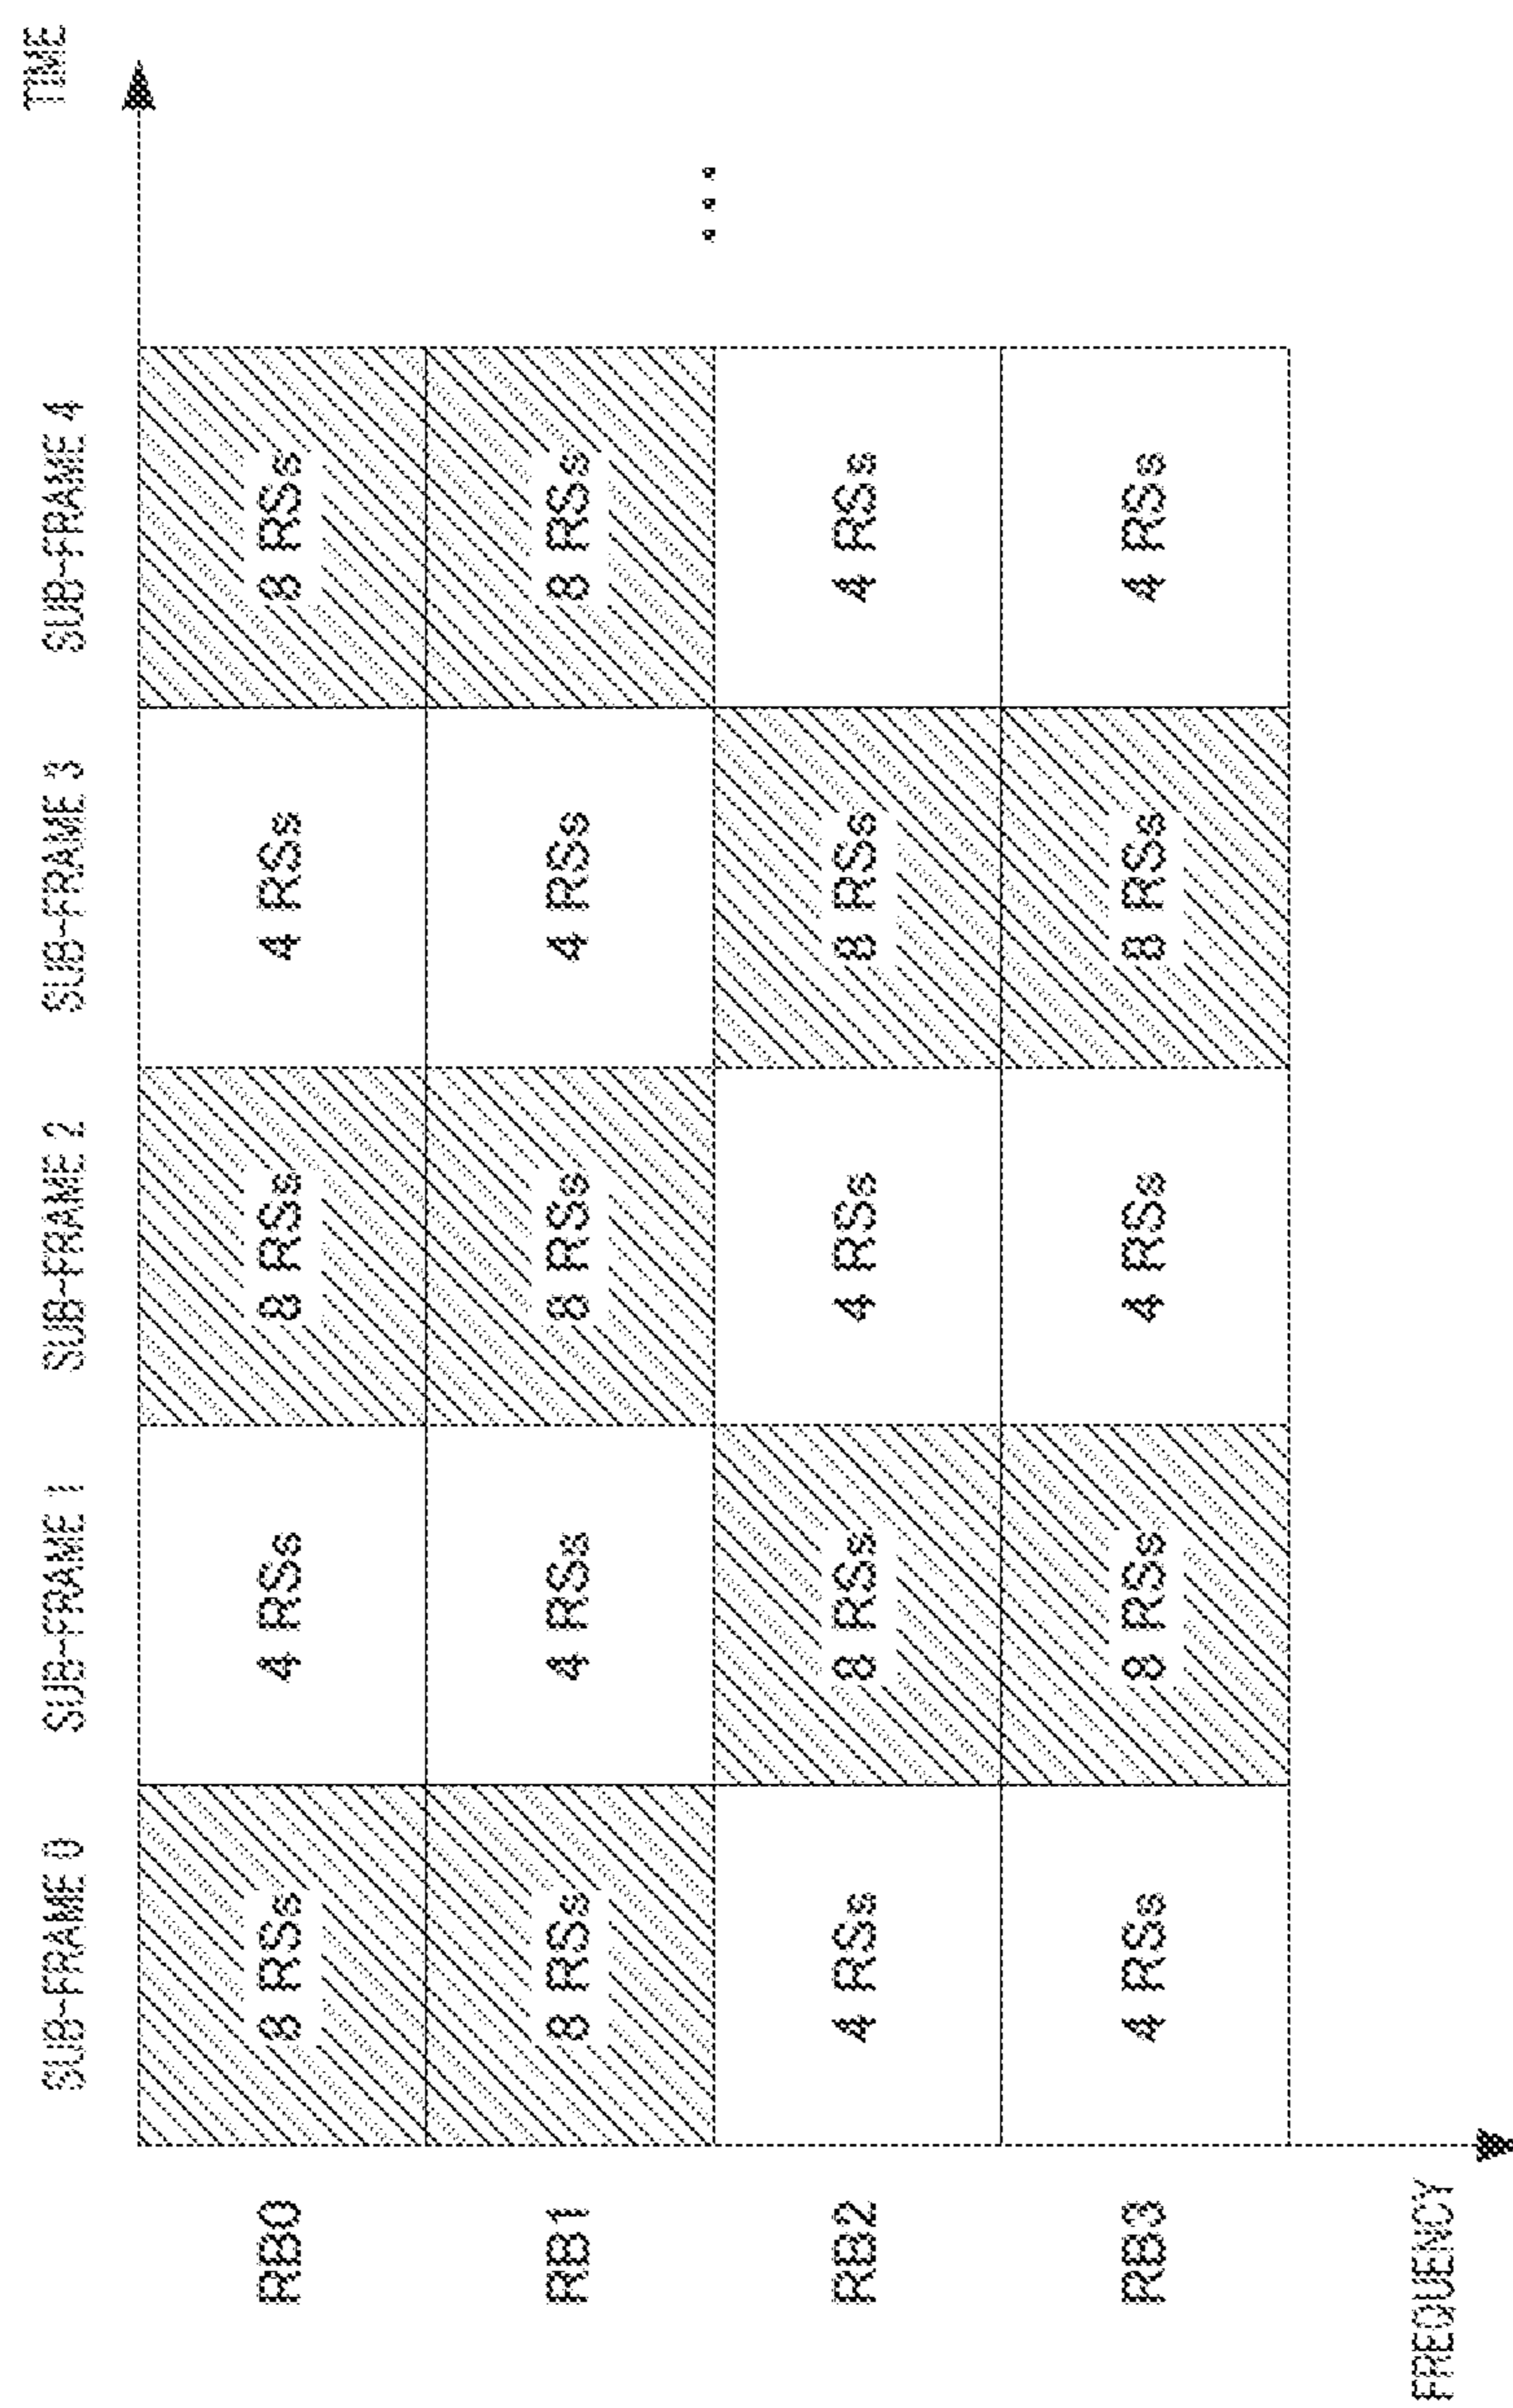 SUB-FRAME 0 SUB-FRAME 1 SUB-FRAME 2 SUB-FRAME 3 SUB-FRAME 4 TIME
RB0 8 RSs 4 RSs 8 RSs 4 RSs 8 RSs
RB1 8 RSs 4 RSs 8 RSs 4 RSs 8 RSs
...
RB2 4 RSs 8 RSs 4 RSs 8 RSs 4 RSs
RB3 4 RSs 8 RSs 4 RSs 8 RSs 4 RSs
FREQUENCY